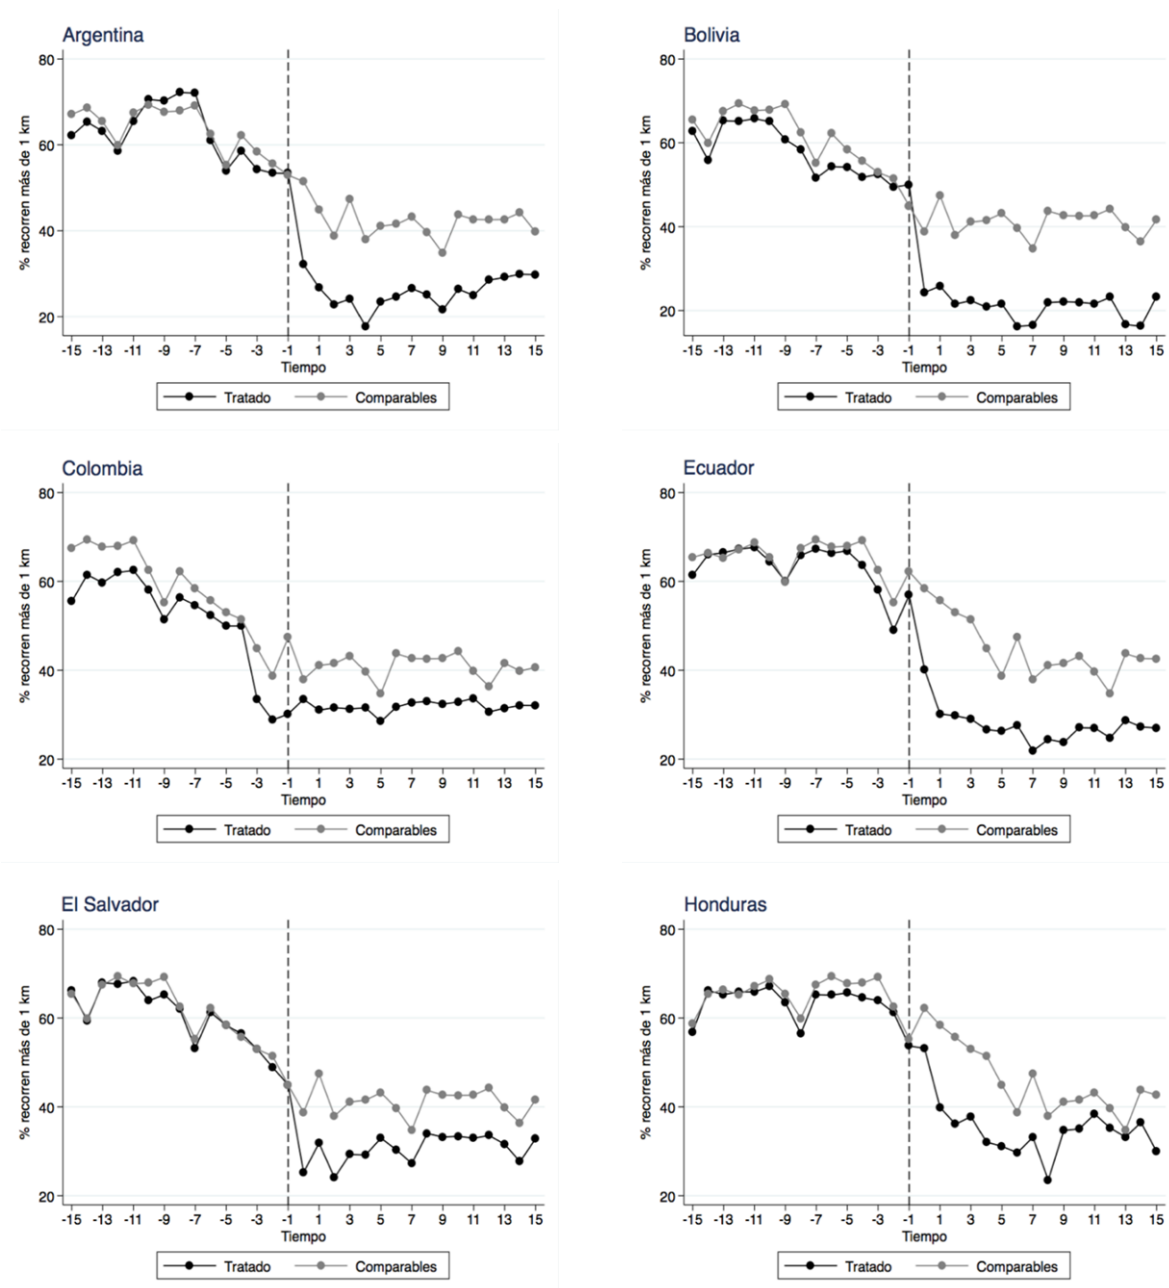 Argentina
% recorren más de 1 km
80
60
40
20
-15 -13 -11 -9 -7 -5 -3 -1 1 3 5 7 9 11 13 15
Tiempo
Tratado Comparables
Bolivia
% recorren más de 1 km
80
60
40
20
-15 -13 -11 -9 -7 -5 -3 -1 1 3 5 7 9 11 13 15
Tiempo
Tratado Comparables
Colombia
% recorren más de 1 km
80
60
40
20
-15 -13 -11 -9 -7 -5 -3 -1 1 3 5 7 9 11 13 15
Tiempo
Tratado Comparables
Ecuador
% recorren más de 1 km
80
60
40
20
-15 -13 -11 -9 -7 -5 -3 -1 1 3 5 7 9 11 13 15
Tiempo
Tratado Comparables
El Salvador
% recorren más de 1 km
80
60
40
20
-15 -13 -11 -9 -7 -5 -3 -1 1 3 5 7 9 11 13 15
Tiempo
Tratado Comparables
Honduras
% recorren más de 1 km
80
60
40
20
-15 -13 -11 -9 -7 -5 -3 -1 1 3 5 7 9 11 13 15
Tiempo
Tratado Comparables